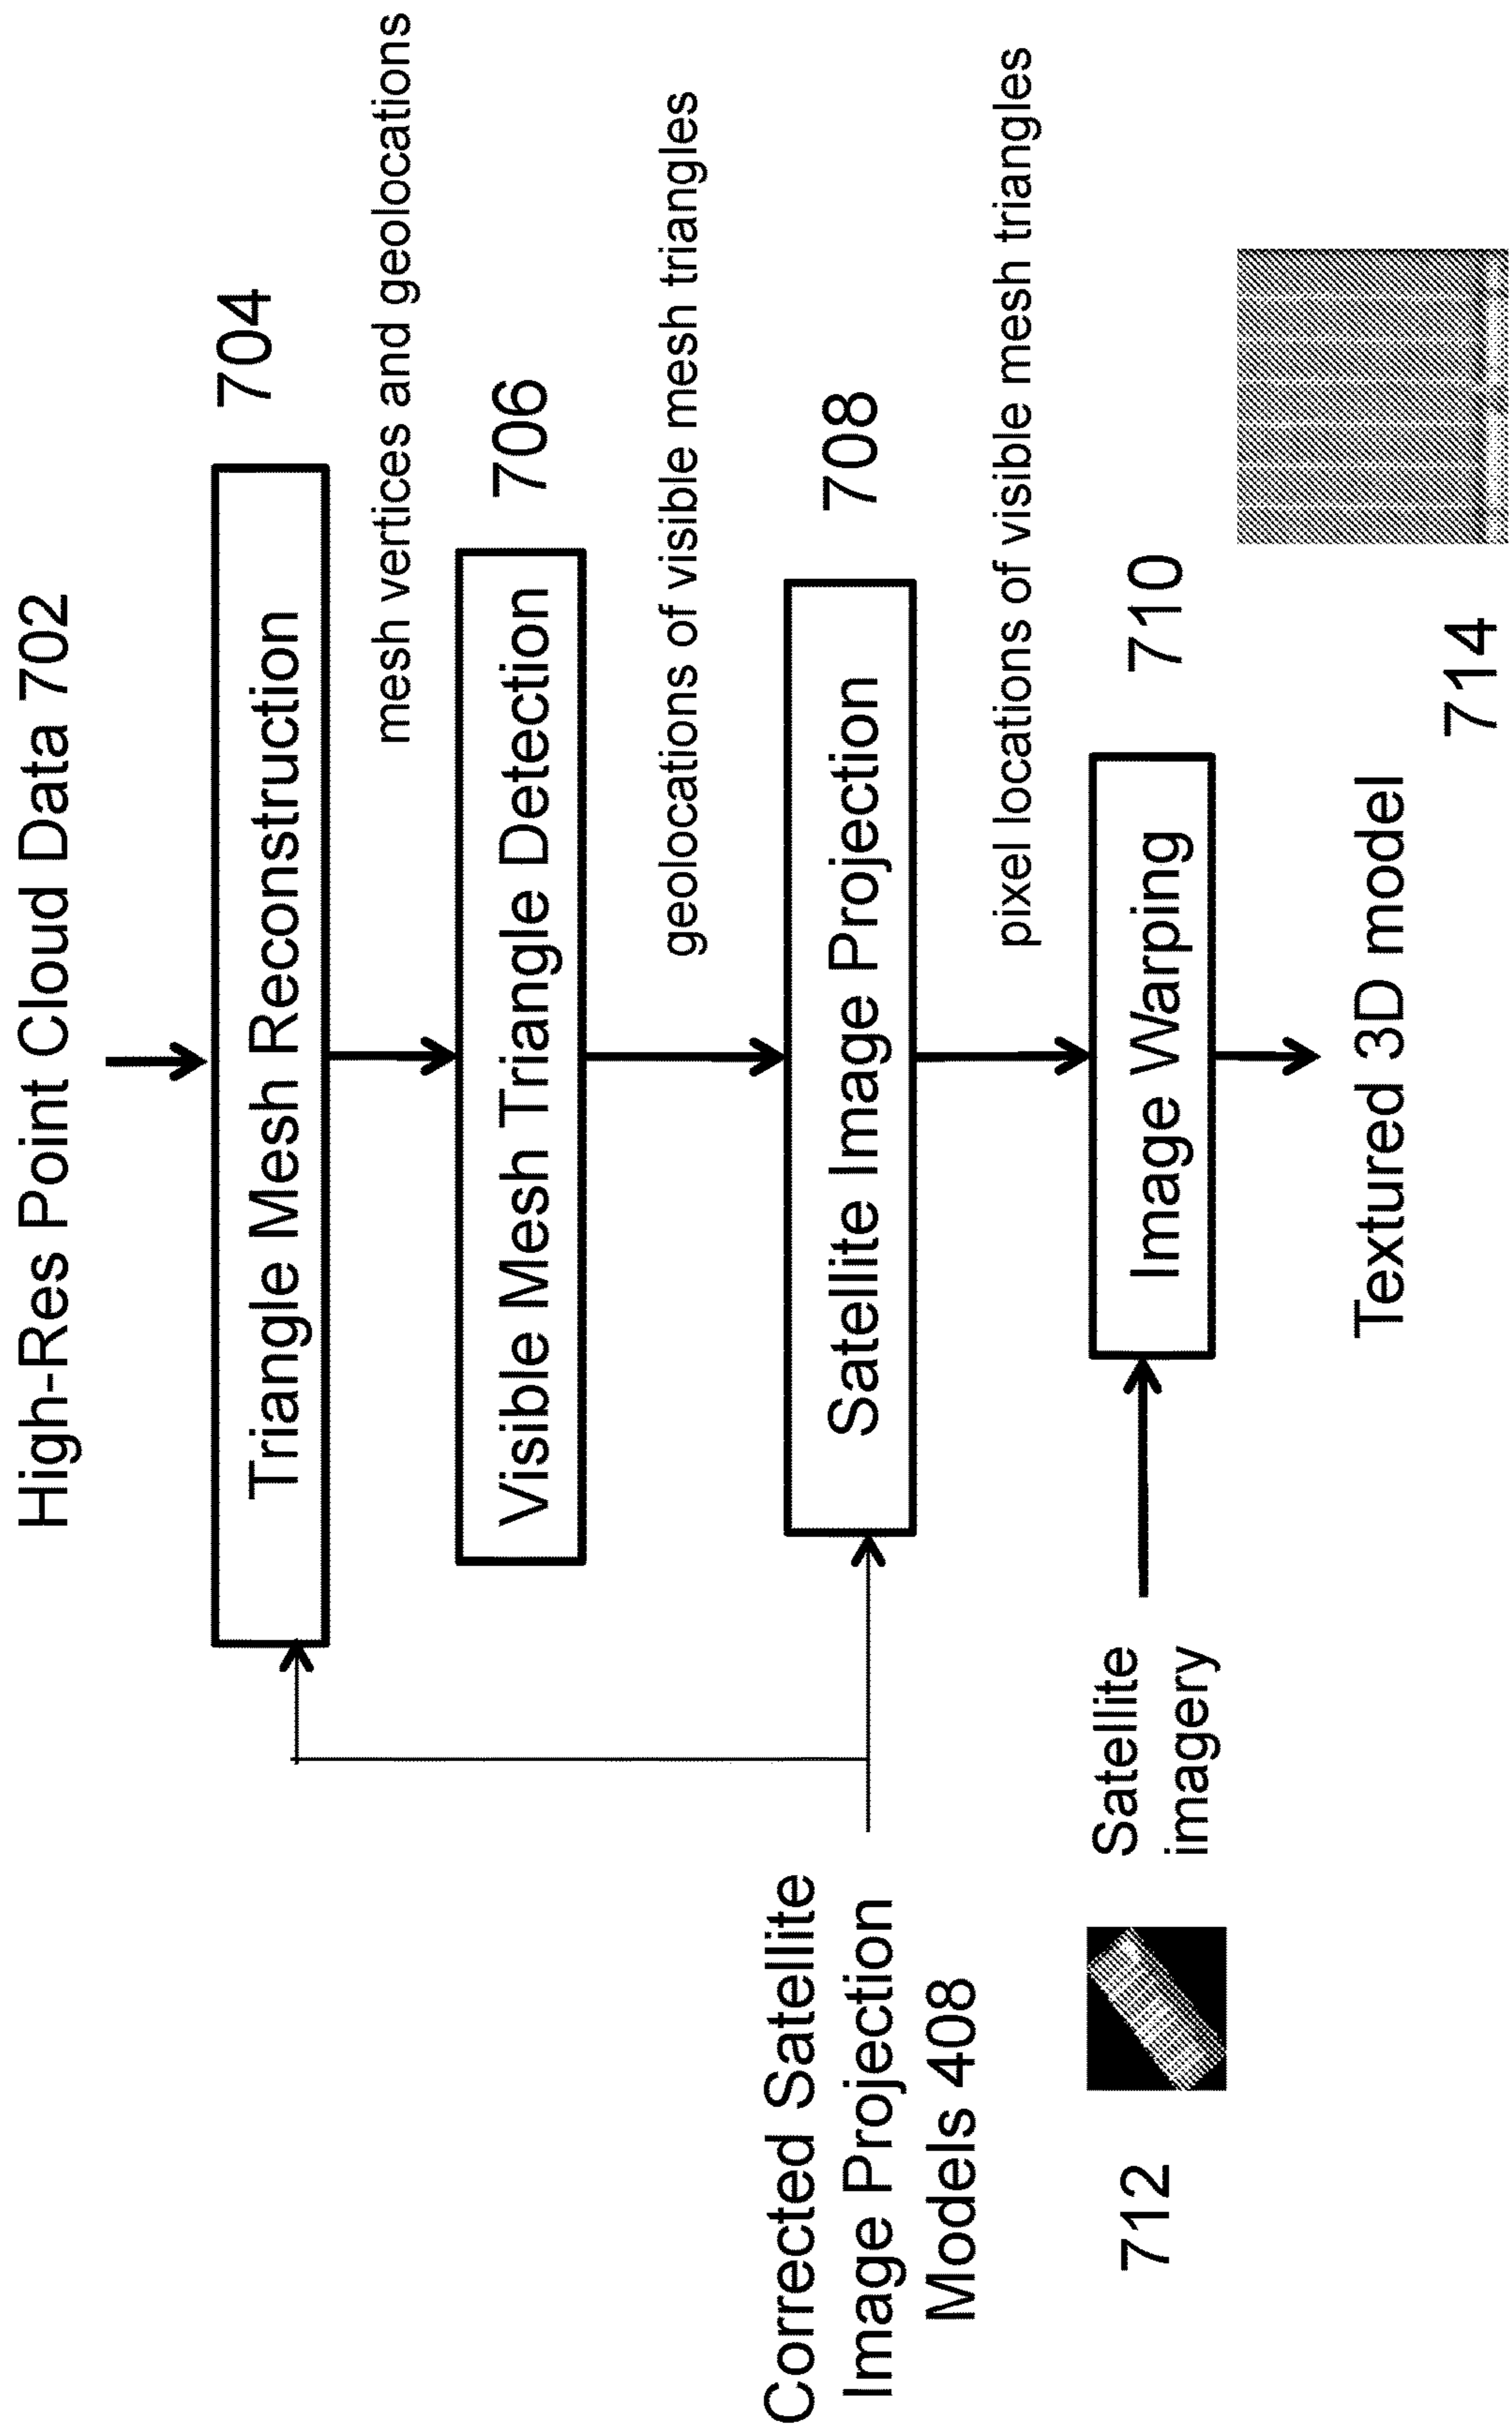 High-Res Point Cloud Data 702
Triangle Mesh Reconstruction
704
mesh vertices and geolocations
Visible Mesh Triangle Detection
706
geolocations of visible mesh triangles
Corrected Satellite
Image Projection
Models 408
Satellite Image Projection
708
pixel locations of visible mesh triangles
712
Satellite
imagery
Image Warping
710
Textured 3D model
714